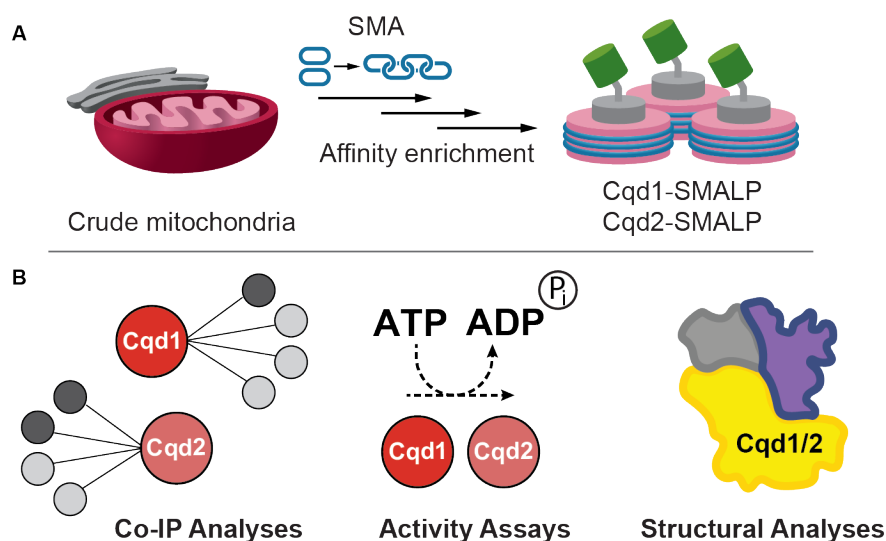 A
SMA
Affinity enrichment
Crude mitochondria
Cqd1-SMALP
Cqd2-SMALP
B
Cqd1
Cqd2
Co-IP Analyses
ATP ADP Pi
Cqd1 Cqd2
Activity Assays
Cqd1/2
Structural Analyses